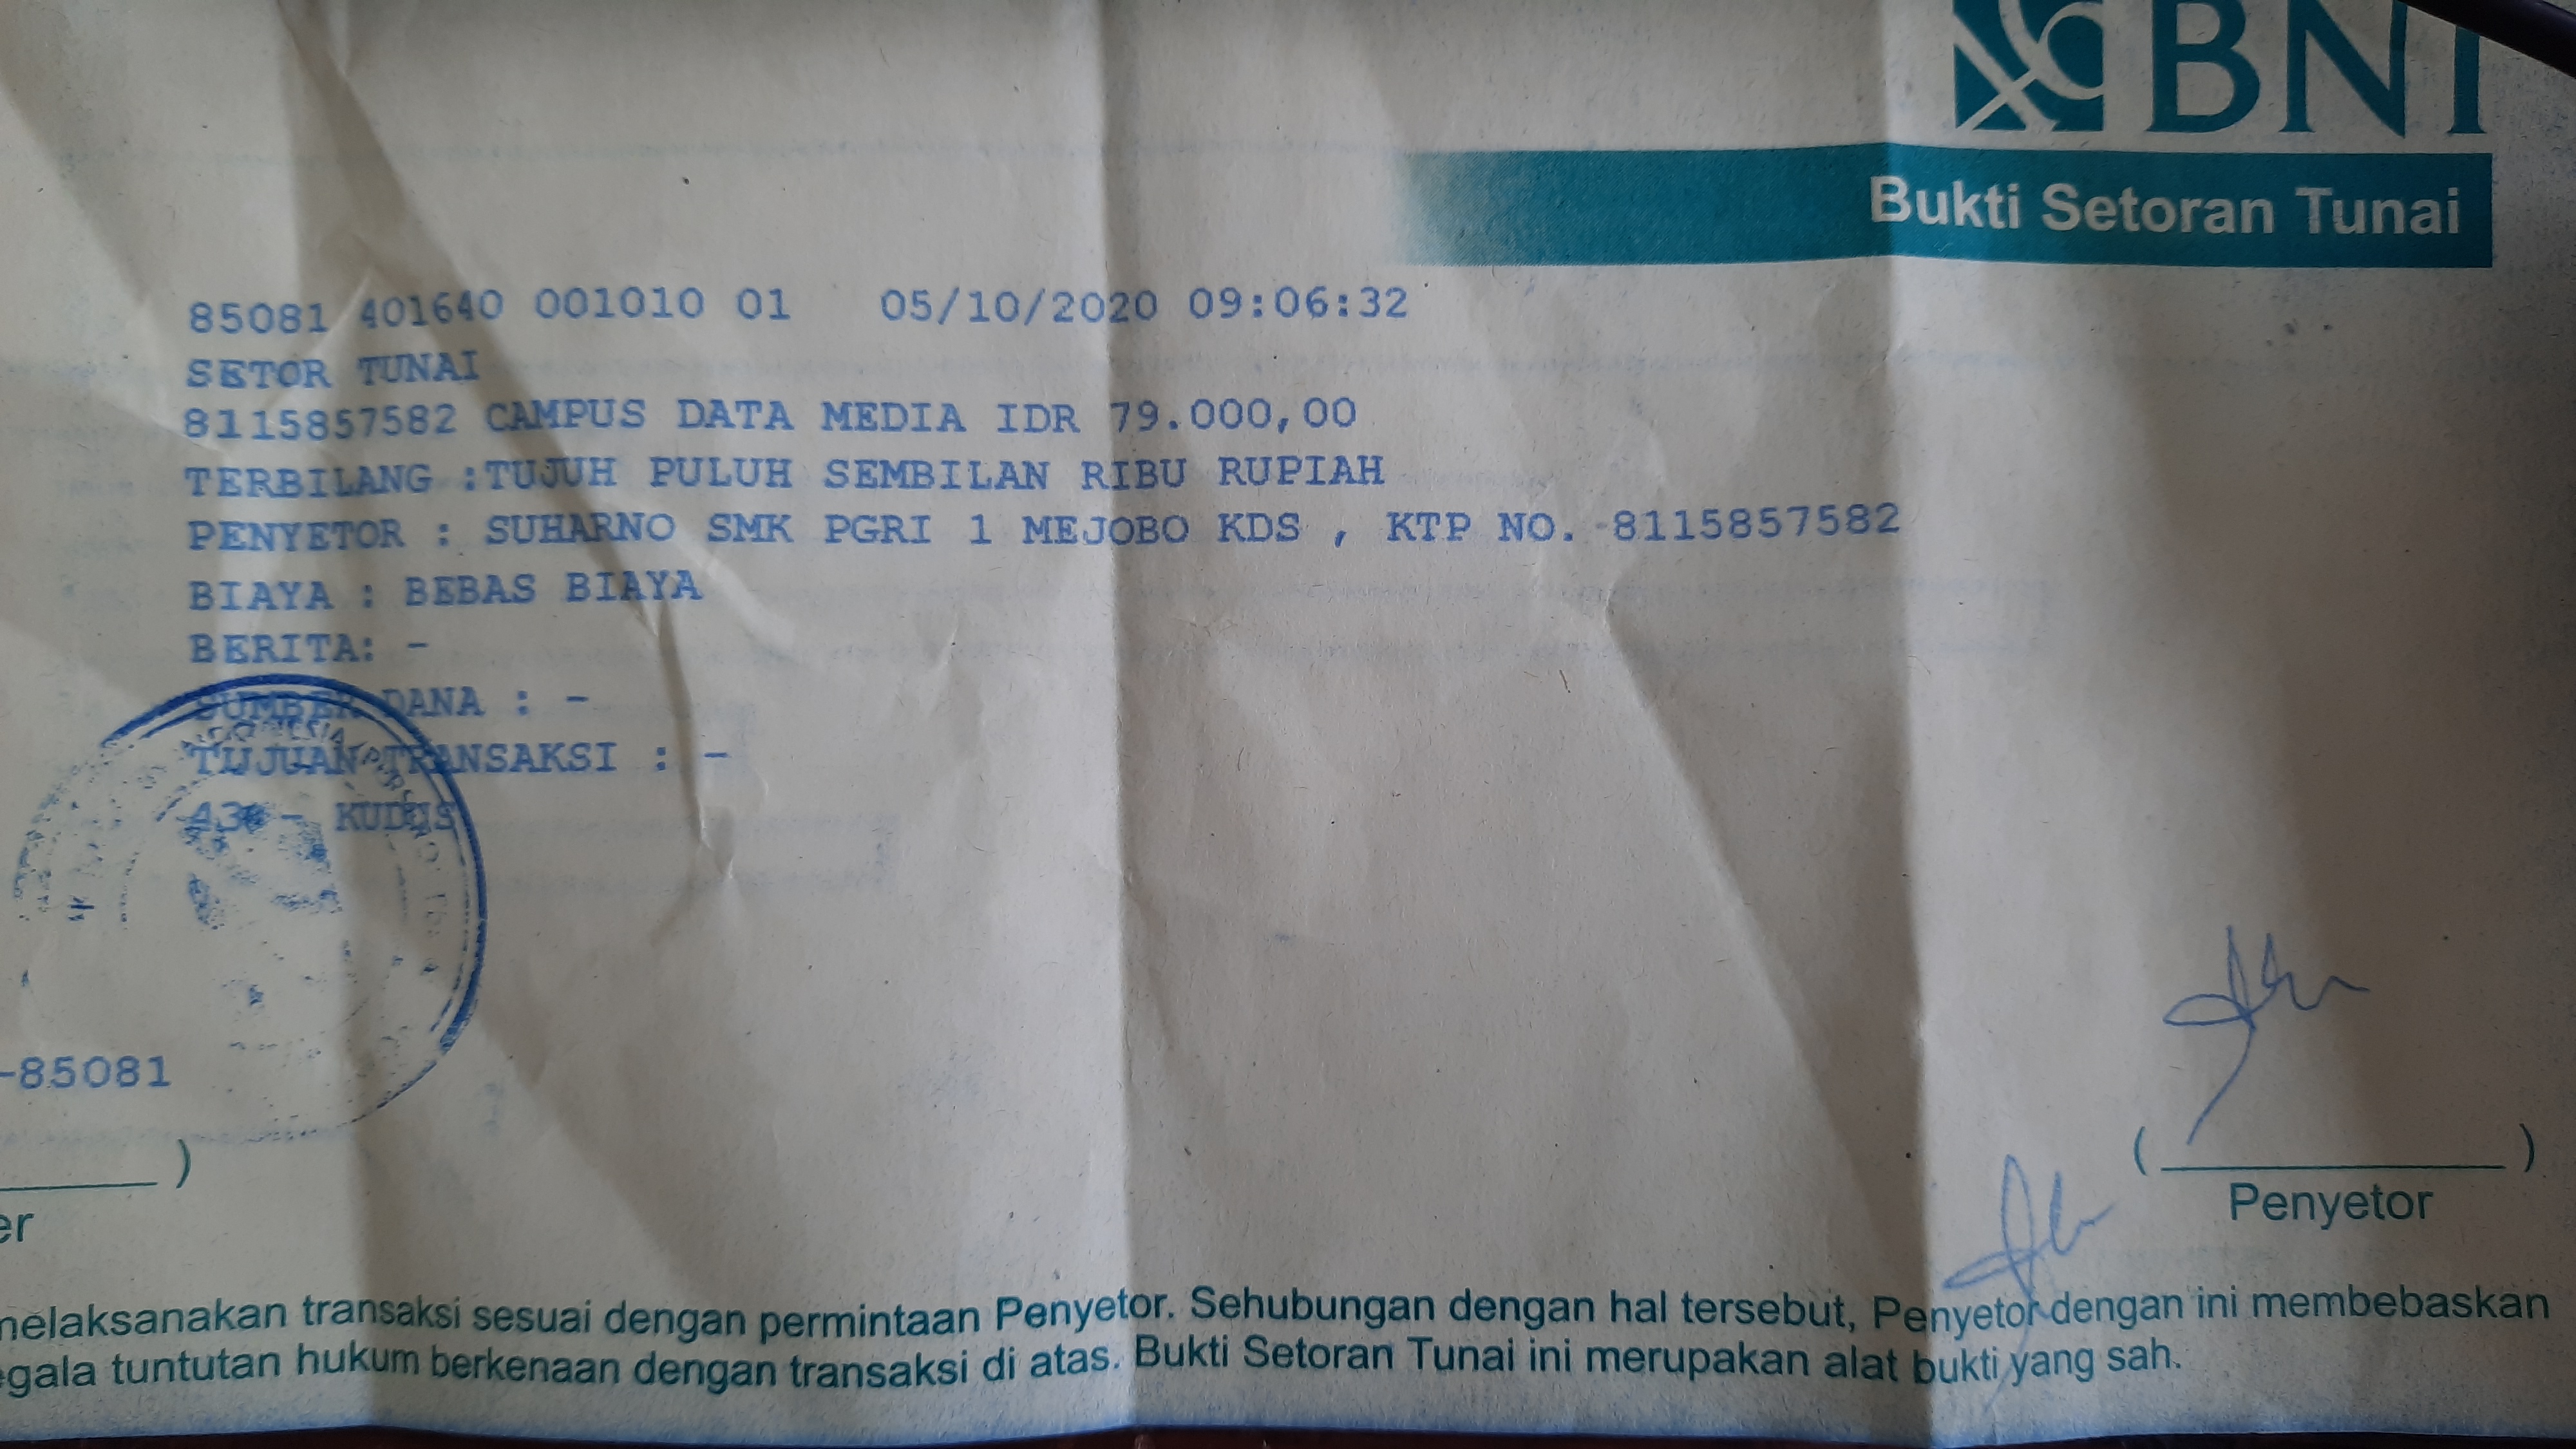 BNI
Bukti Setoran Tunai
85081 401640 001010 01 05/10/2020 09:06:32
SETOR TUNAI
8115857582 CAMPUS DATA MEDIA IDR 79.000,00
TERBILANG :TUJUH PULUH SEMBILAN RIBU RUPIAH
PENYETOR : SUHARNO SMK PGRI 1 MEJOBO KDS , KTP NO. 8115857582
BIAYA : BEBAS BIAYA
BERITA: -
SUMBER DANA : -
TUJUAN TRANSAKSI : -
KUDUS
-85081
) ( )
er Penyetor
melaksanakan transaksi sesuai dengan permintaan Penyetor. Sehubungan dengan hal tersebut, Penyetor dengan ini membebaskan
egala tuntutan hukum berkenaan dengan transaksi di atas. Bukti Setoran Tunai ini merupakan alat bukti yang sah.